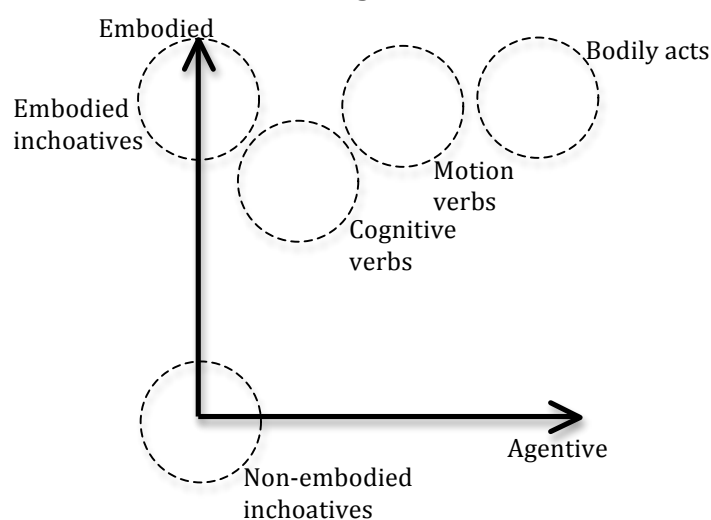 Embodied
Bodily acts
Embodied
inchoatives
Motion
verbs
Cognitive
verbs
Agentive
Non-embodied
inchoatives